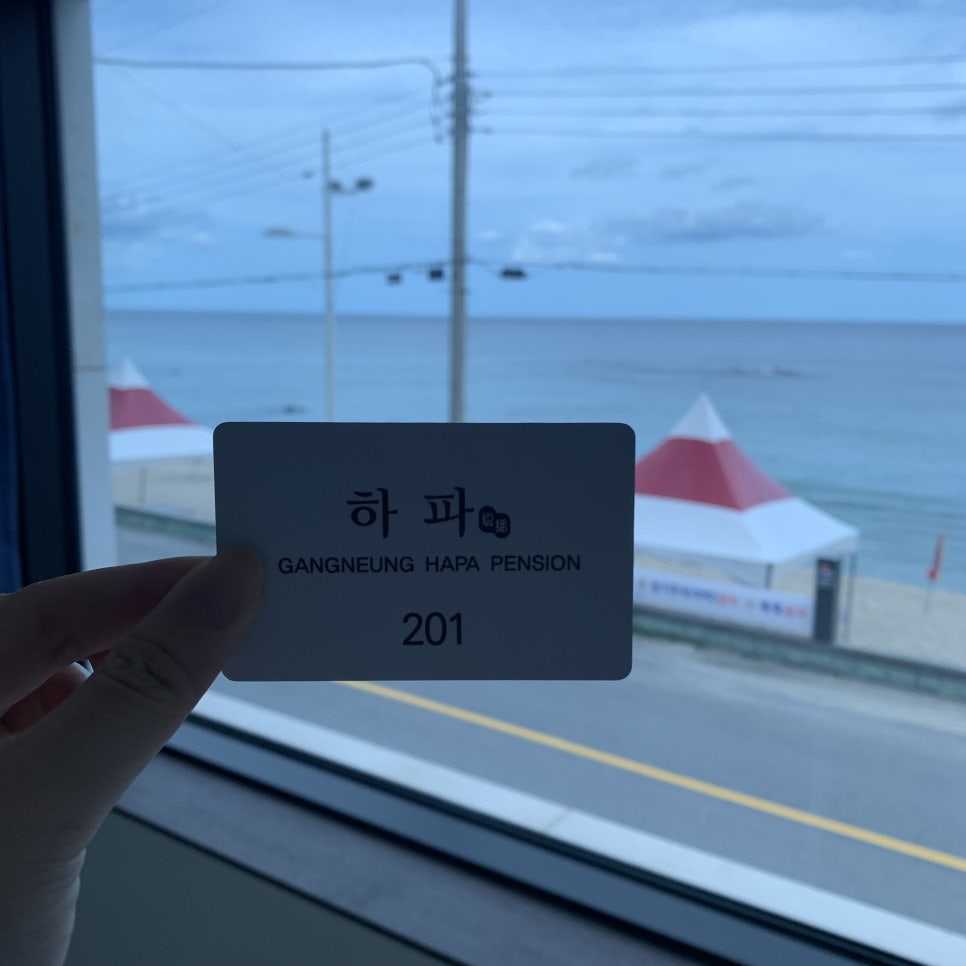 하 파
GANGNEUNG HAPA PENSION
201